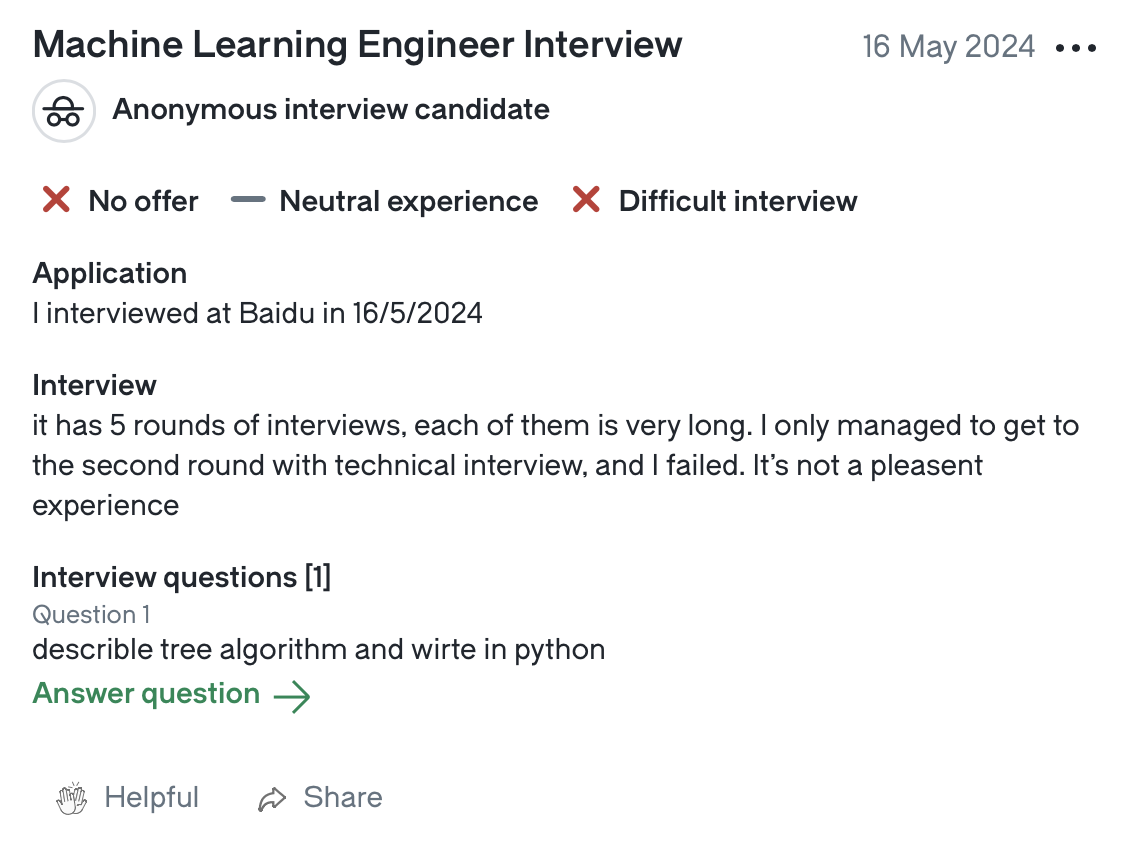 Machine Learning Engineer Interview
16 May 2024
Anonymous interview candidate
No offer
Neutral experience
Difficult interview
Application
I interviewed at Baidu in 16/5/2024
Interview
it has 5 rounds of interviews, each of them is very long. I only managed to get to
the second round with technical interview, and I failed. It’s not a pleasent
experience
Interview questions [1]
Question 1
describle tree algorithm and wirte in python
Answer question
Helpful
Share